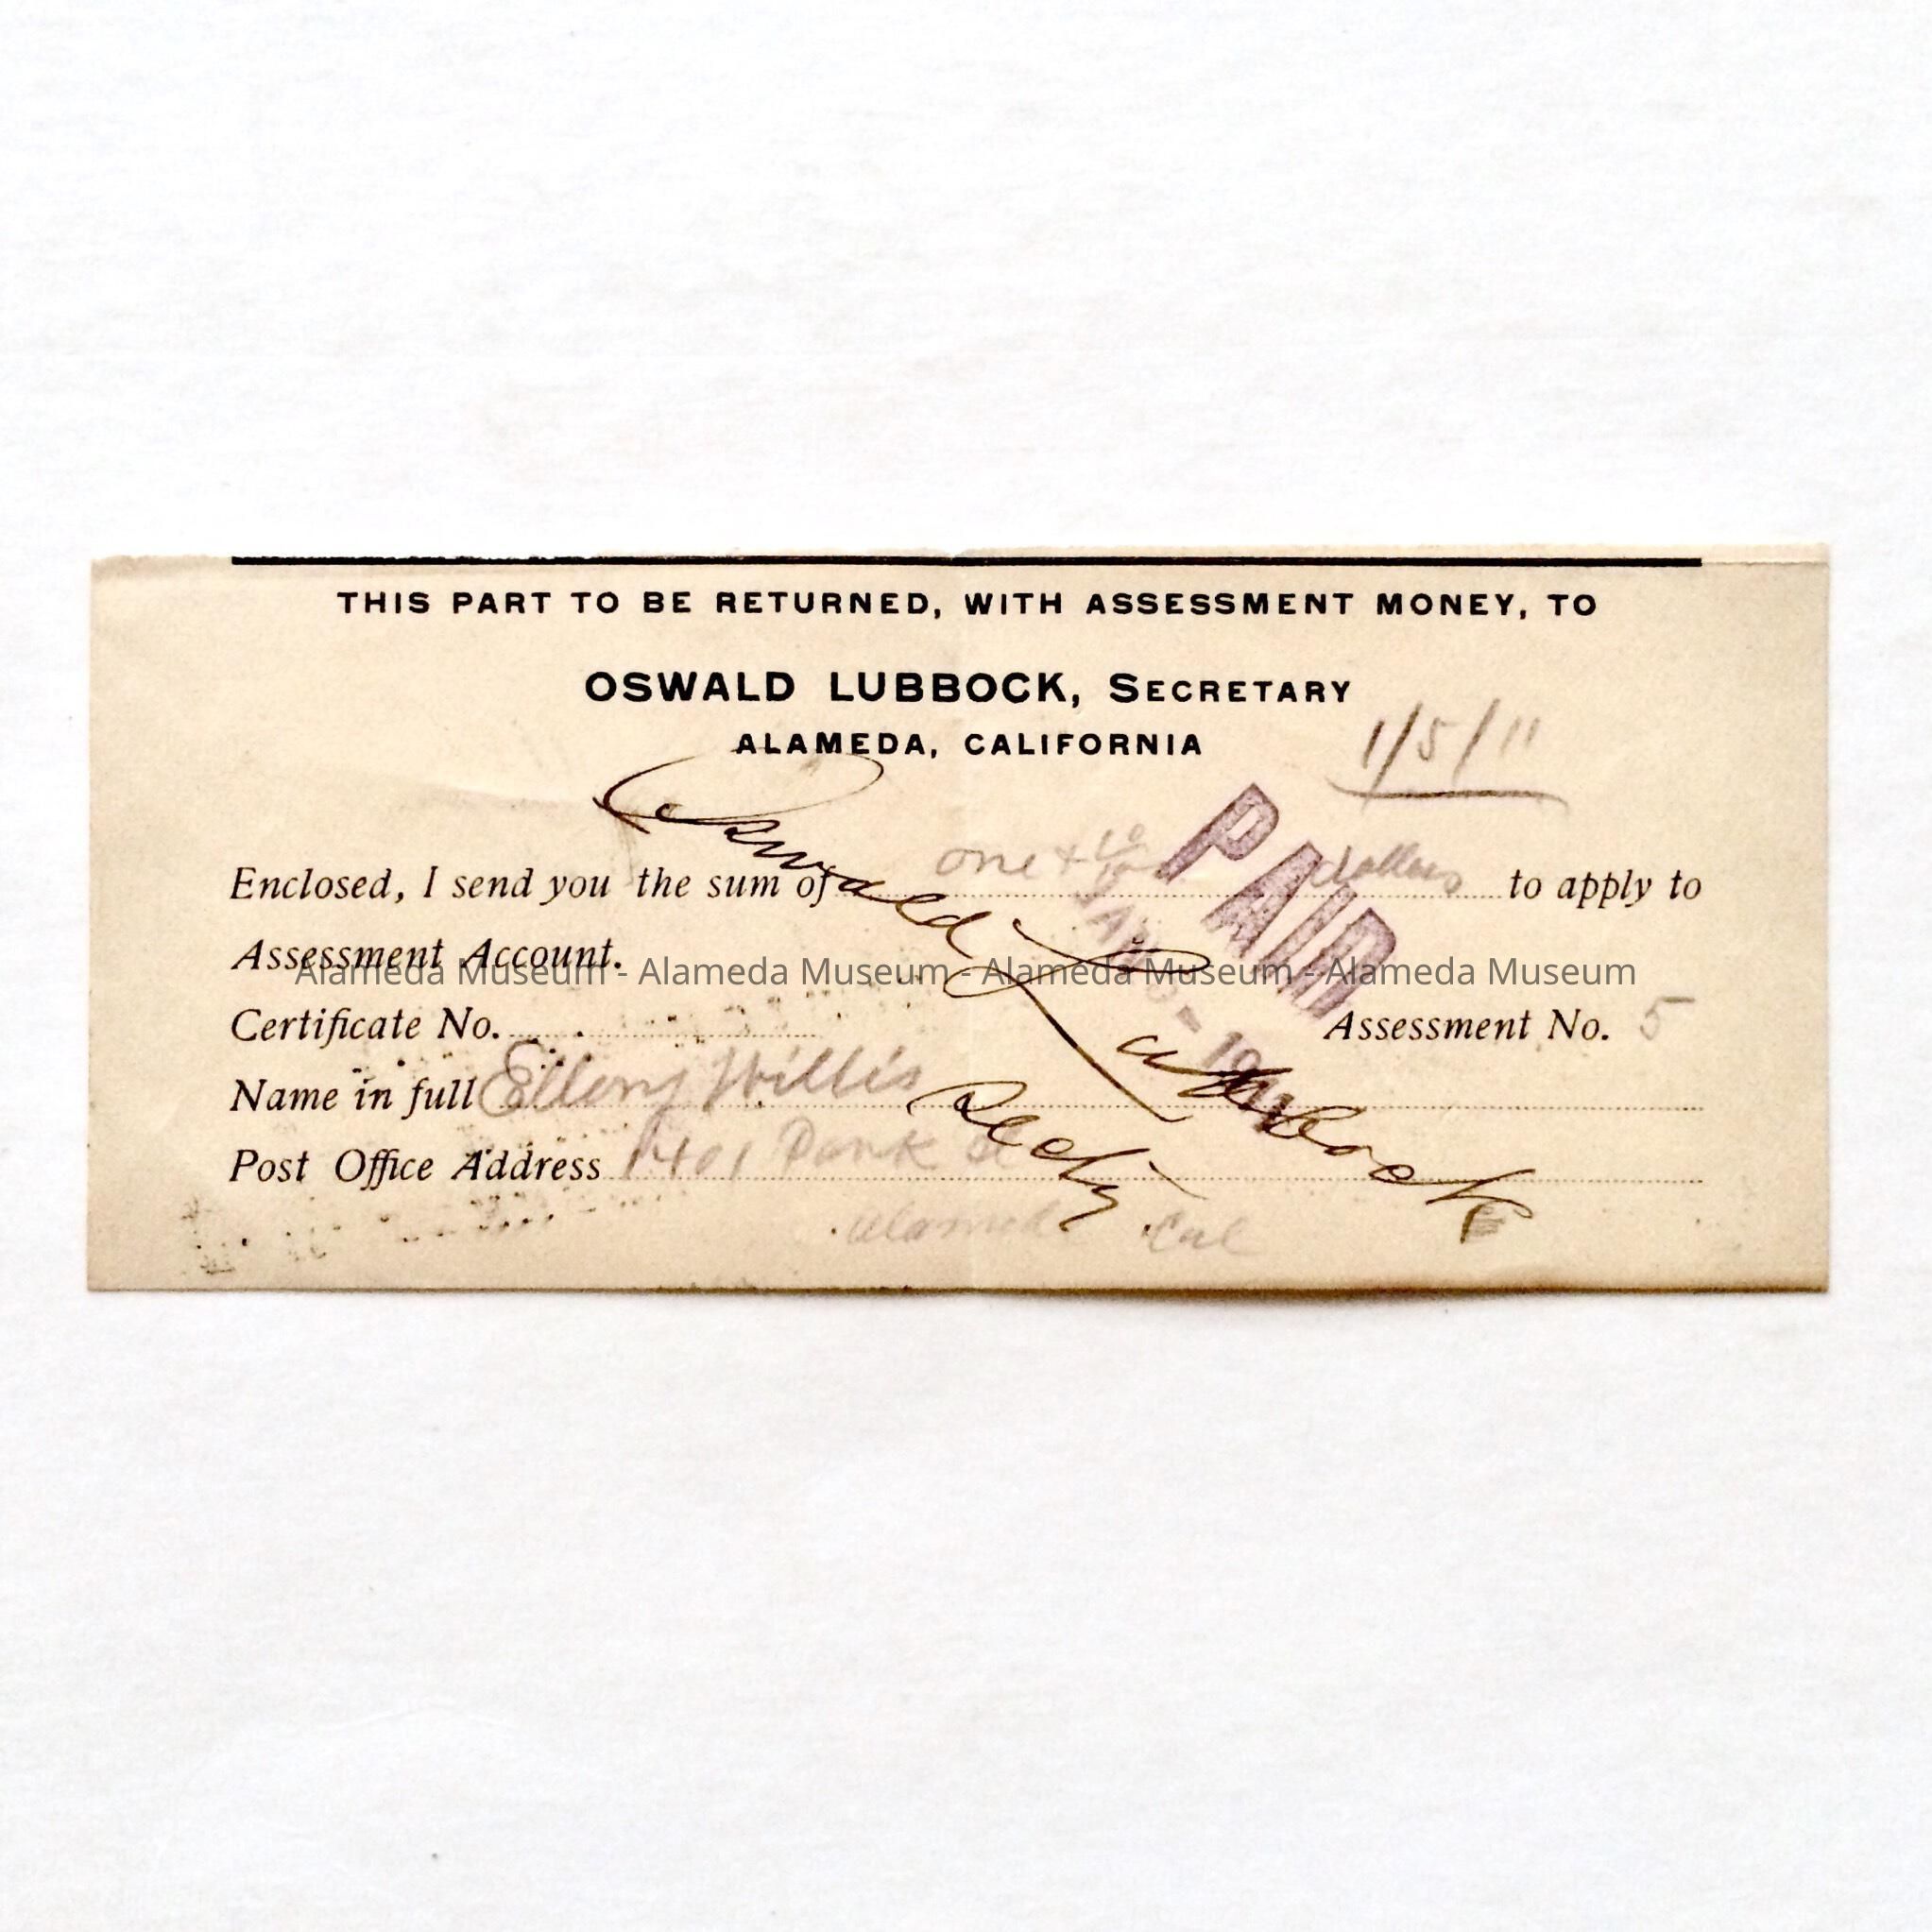 THIS PART TO BE RETURNED, WITH ASSESSMENT MONEY, TO
OSWALD LUBBOCK, SECRETARY
ALAMEDA, CALIFORNIA
1/5/11
PAID
Enclosed, I send you the sum of one + 10/100 dollars to apply to
Assessment Account.
Alameda Museum - Alameda Museum - Alameda Museum - Alameda Museum
Certificate No. Assessment No. 5
Name in full Ellery Willis
Post Office Address 1401 Park St
Alameda Cal
Oswald Lubbock
Secty